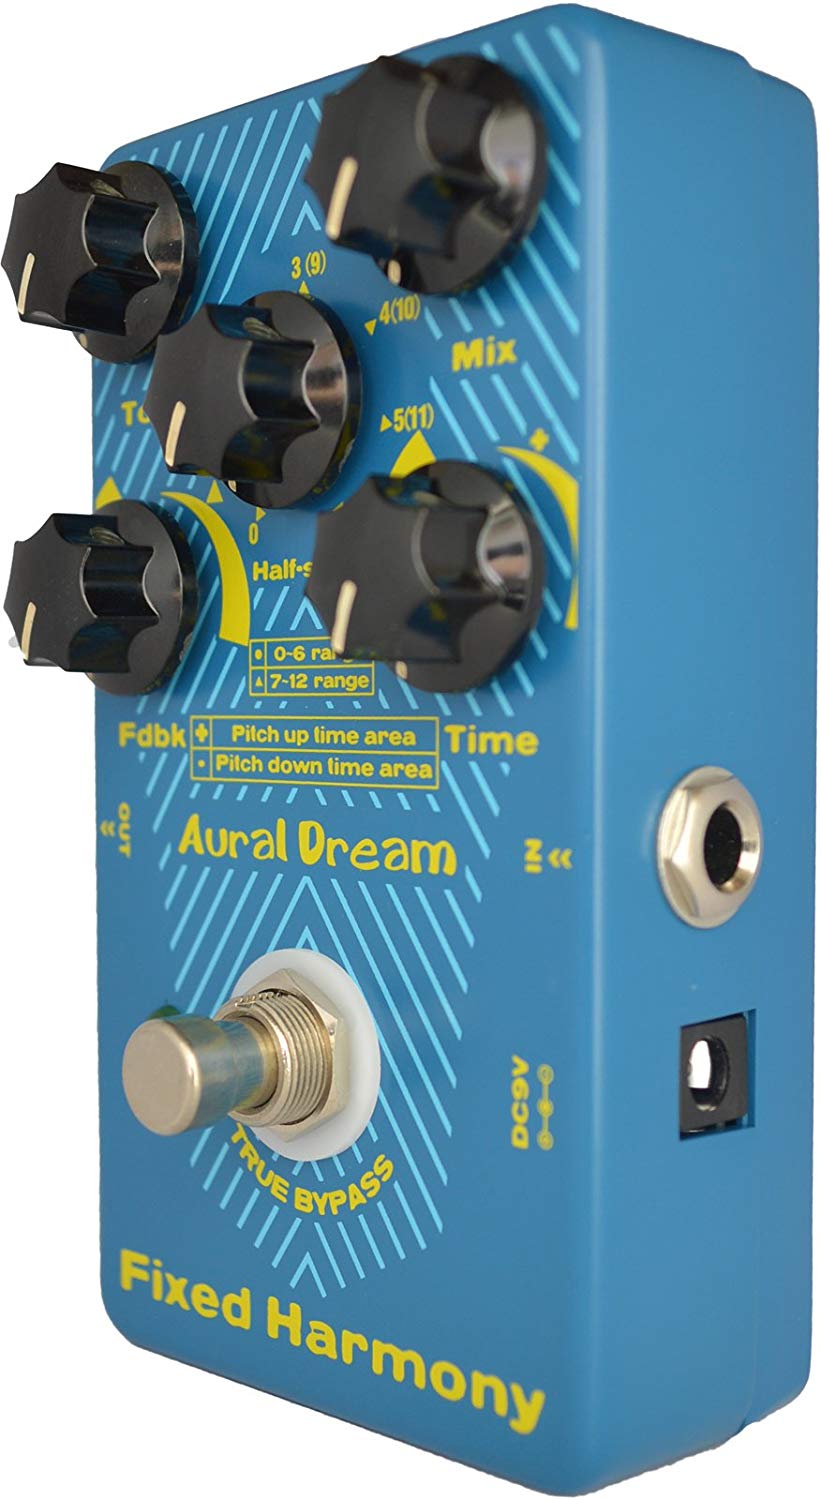 3 (9)
4(10)
Mix
5(11)
+
0
0~6
7~12 range
Fdbk
+ Pitch up time area
- Pitch down time area
Time
OUT
Aural Dream
IN
DC9V
TRUE BYPASS
Fixed Harmony